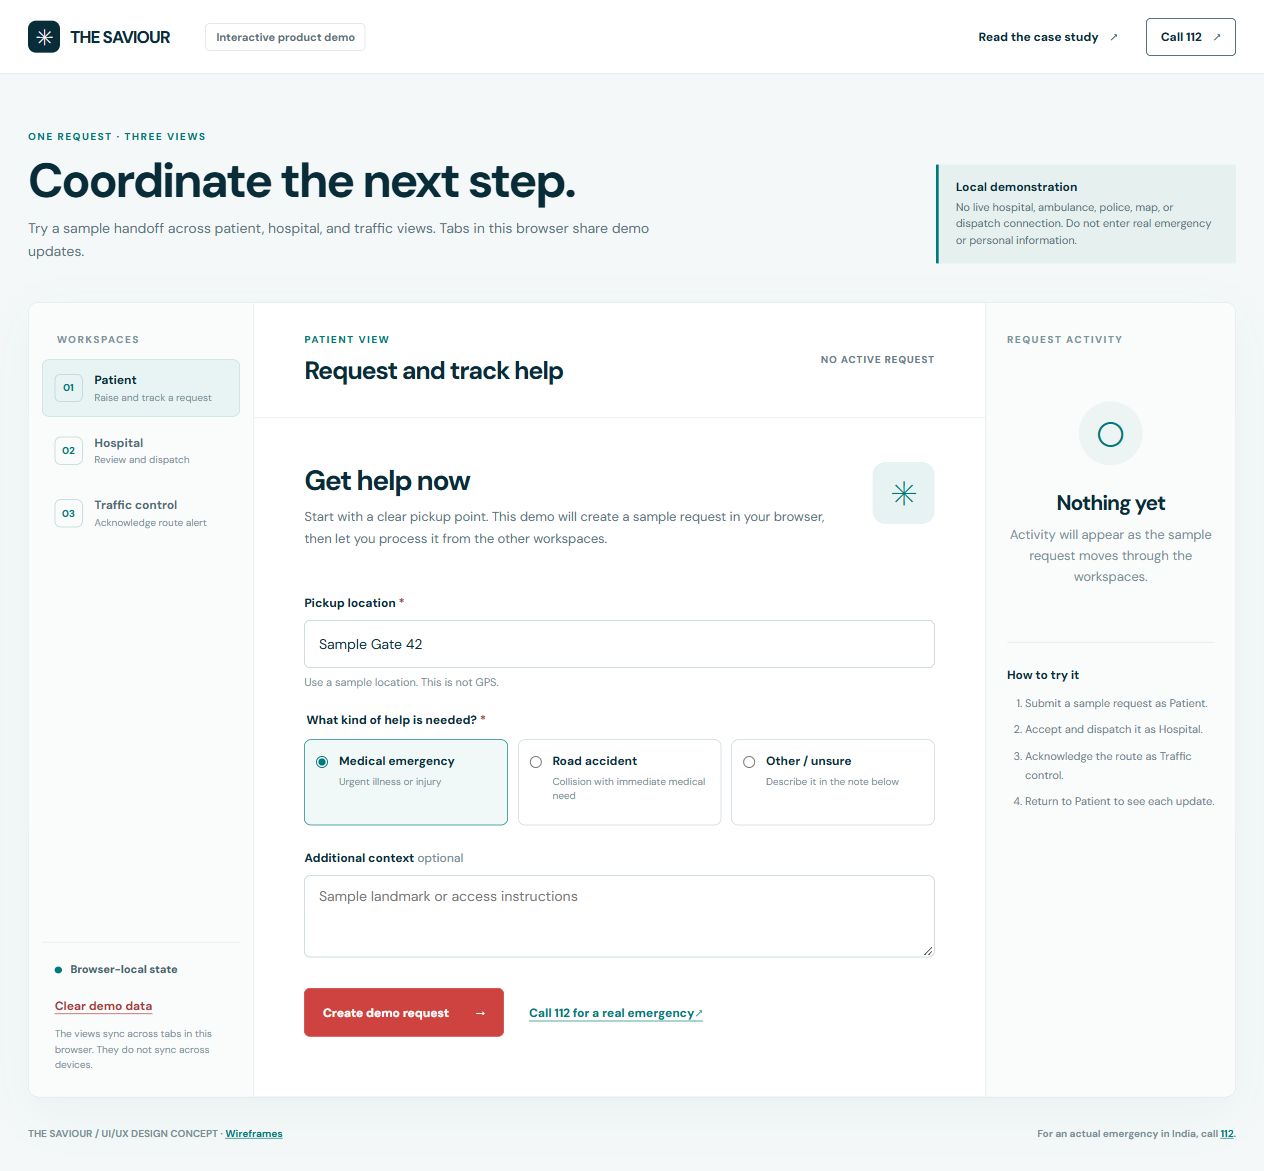 THE SAVIOUR
Interactive product demo
Read the case study ↗
Call 112 ↗
ONE REQUEST · THREE VIEWS
Coordinate the next step.
Try a sample handoff across patient, hospital, and traffic views. Tabs in this browser share demo
updates.
Local demonstration
No live hospital, ambulance, police, map, or
dispatch connection. Do not enter real emergency
or personal information.
WORKSPACES
01
Patient
Raise and track a request
02
Hospital
Review and dispatch
03
Traffic control
Acknowledge route alert
Browser-local state
Clear demo data
The views sync across tabs in this
browser. They do not sync across
devices.
PATIENT VIEW
Request and track help
NO ACTIVE REQUEST
Get help now
Start with a clear pickup point. This demo will create a sample request in your browser,
then let you process it from the other workspaces.
Pickup location *
Sample Gate 42
Use a sample location. This is not GPS.
What kind of help is needed? *
Medical emergency
Urgent illness or injury
Road accident
Collision with immediate medical
need
Other / unsure
Describe it in the note below
Additional context optional
Sample landmark or access instructions
Create demo request →
Call 112 for a real emergency↗
REQUEST ACTIVITY
Nothing yet
Activity will appear as the sample
request moves through the
workspaces.
How to try it
1. Submit a sample request as Patient.
2. Accept and dispatch it as Hospital.
3. Acknowledge the route as Traffic
control.
4. Return to Patient to see each update.
THE SAVIOUR / UI/UX DESIGN CONCEPT · Wireframes
For an actual emergency in India, call 112.